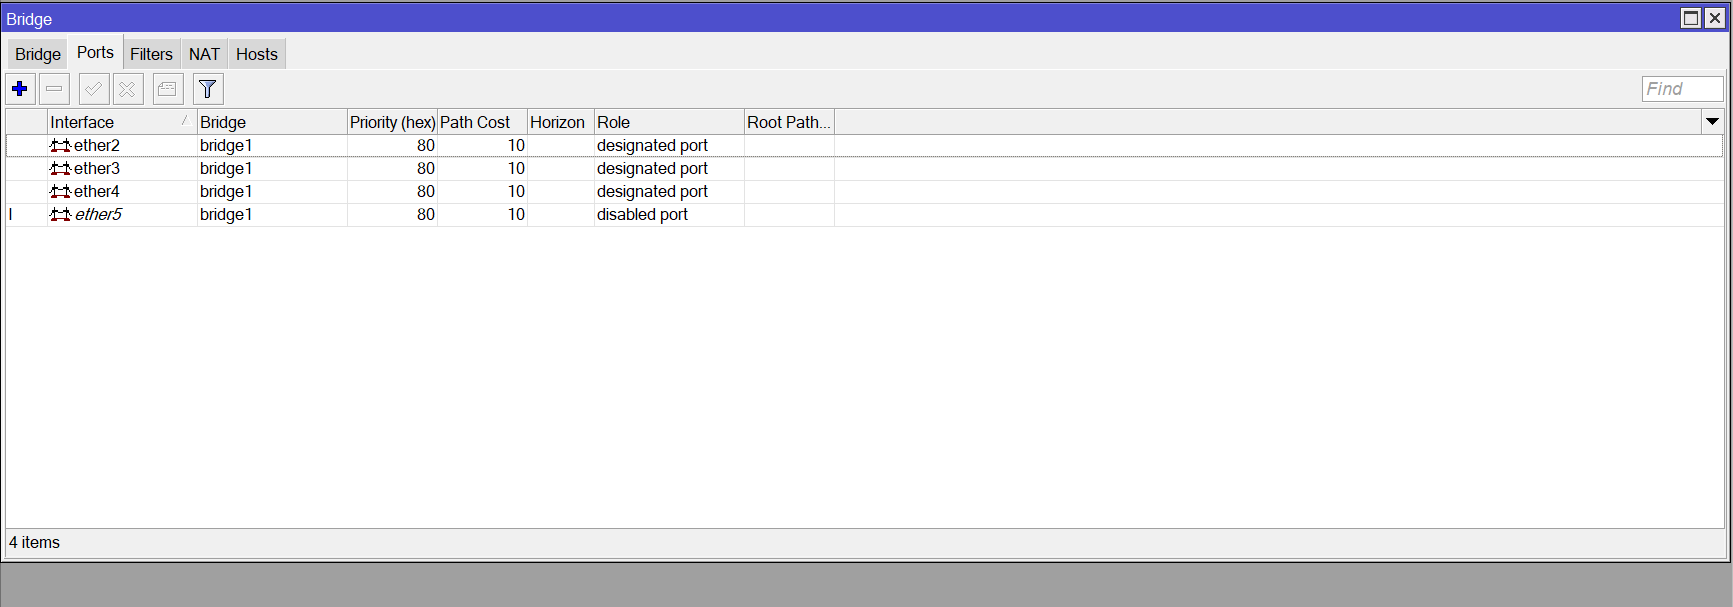 Bridge
Bridge Ports Filters NAT Hosts
Find
Interface Bridge Priority (hex) Path Cost Horizon Role Root Path...
ether2 bridge1 80 10 designated port
ether3 bridge1 80 10 designated port
ether4 bridge1 80 10 designated port
I ether5 bridge1 80 10 disabled port
4 items